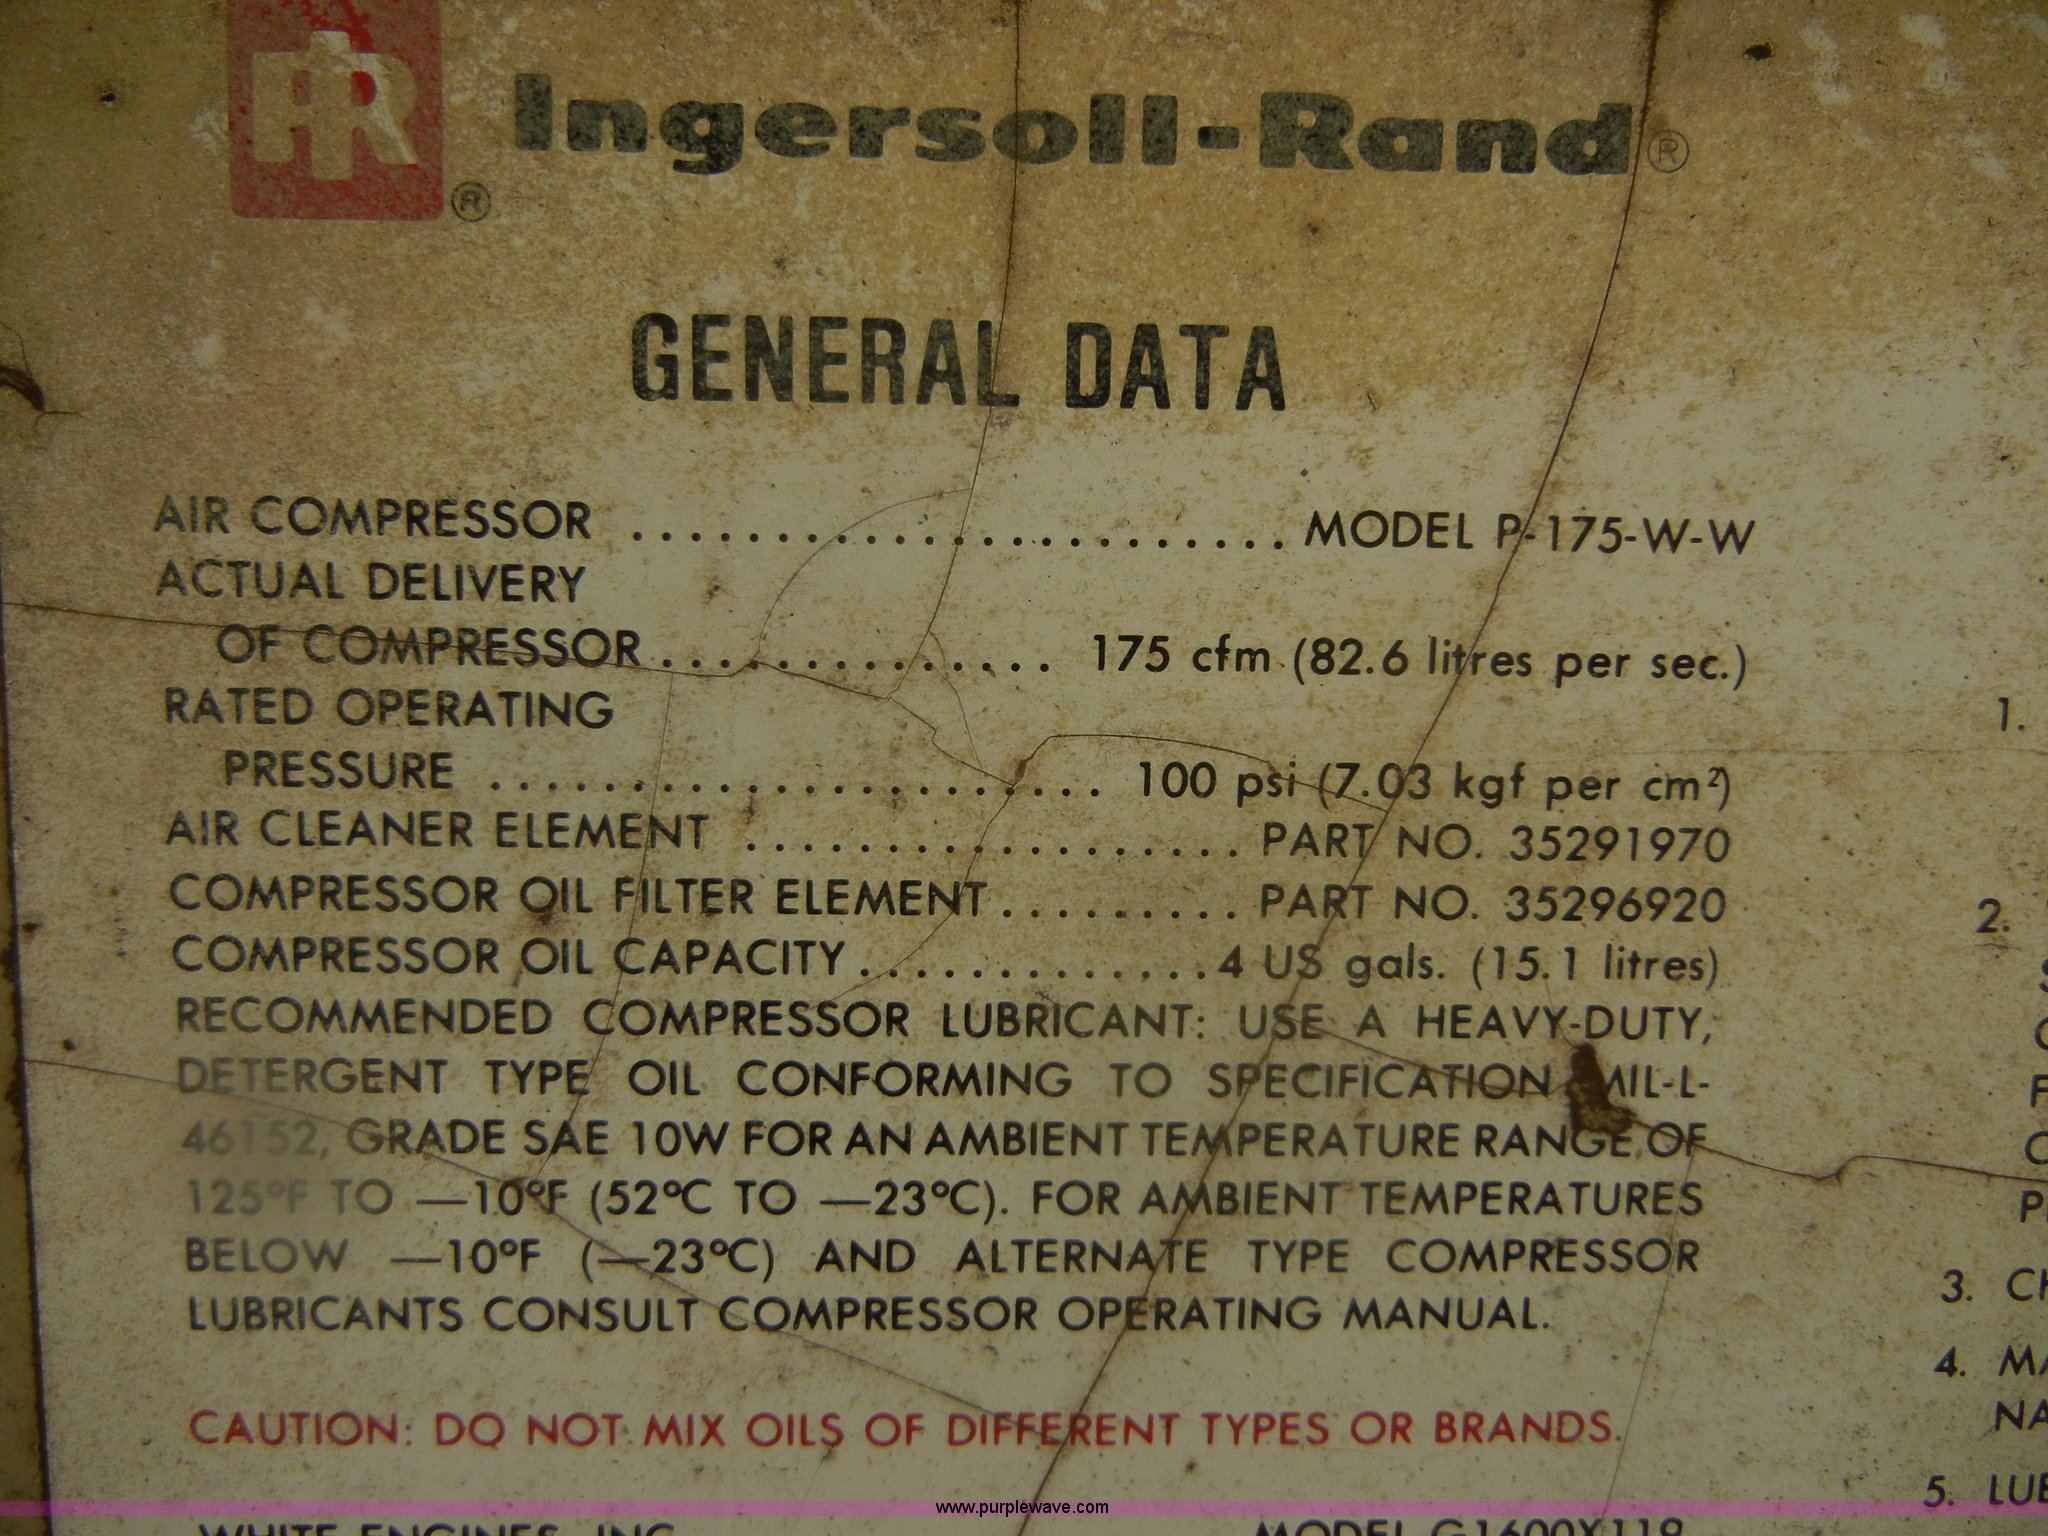 IR ®
Ingersoll-Rand ®
GENERAL DATA
AIR COMPRESSOR .......................... MODEL P-175-W-W
ACTUAL DELIVERY
OF COMPRESSOR .............. 175 cfm (82.6 litres per sec.)
RATED OPERATING
PRESSURE ........................... 100 psi (7.03 kgf per cm²)
AIR CLEANER ELEMENT ..................... PART NO. 35291970
COMPRESSOR OIL FILTER ELEMENT ......... PART NO. 35296920
COMPRESSOR OIL CAPACITY .............. 4 US gals. (15.1 litres)
RECOMMENDED COMPRESSOR LUBRICANT: USE A HEAVY-DUTY,
DETERGENT TYPE OIL CONFORMING TO SPECIFICATION MIL-L-
46152, GRADE SAE 10W FOR AN AMBIENT TEMPERATURE RANGE OF
125°F TO —10°F (52°C TO —23°C). FOR AMBIENT TEMPERATURES
BELOW —10°F (—23°C) AND ALTERNATE TYPE COMPRESSOR
LUBRICANTS CONSULT COMPRESSOR OPERATING MANUAL.
CAUTION: DO NOT MIX OILS OF DIFFERENT TYPES OR BRANDS.
WHITE ENGINES, INC. MODEL G1600X119
1.
2.
3.
4.
5.
www.purplewave.com